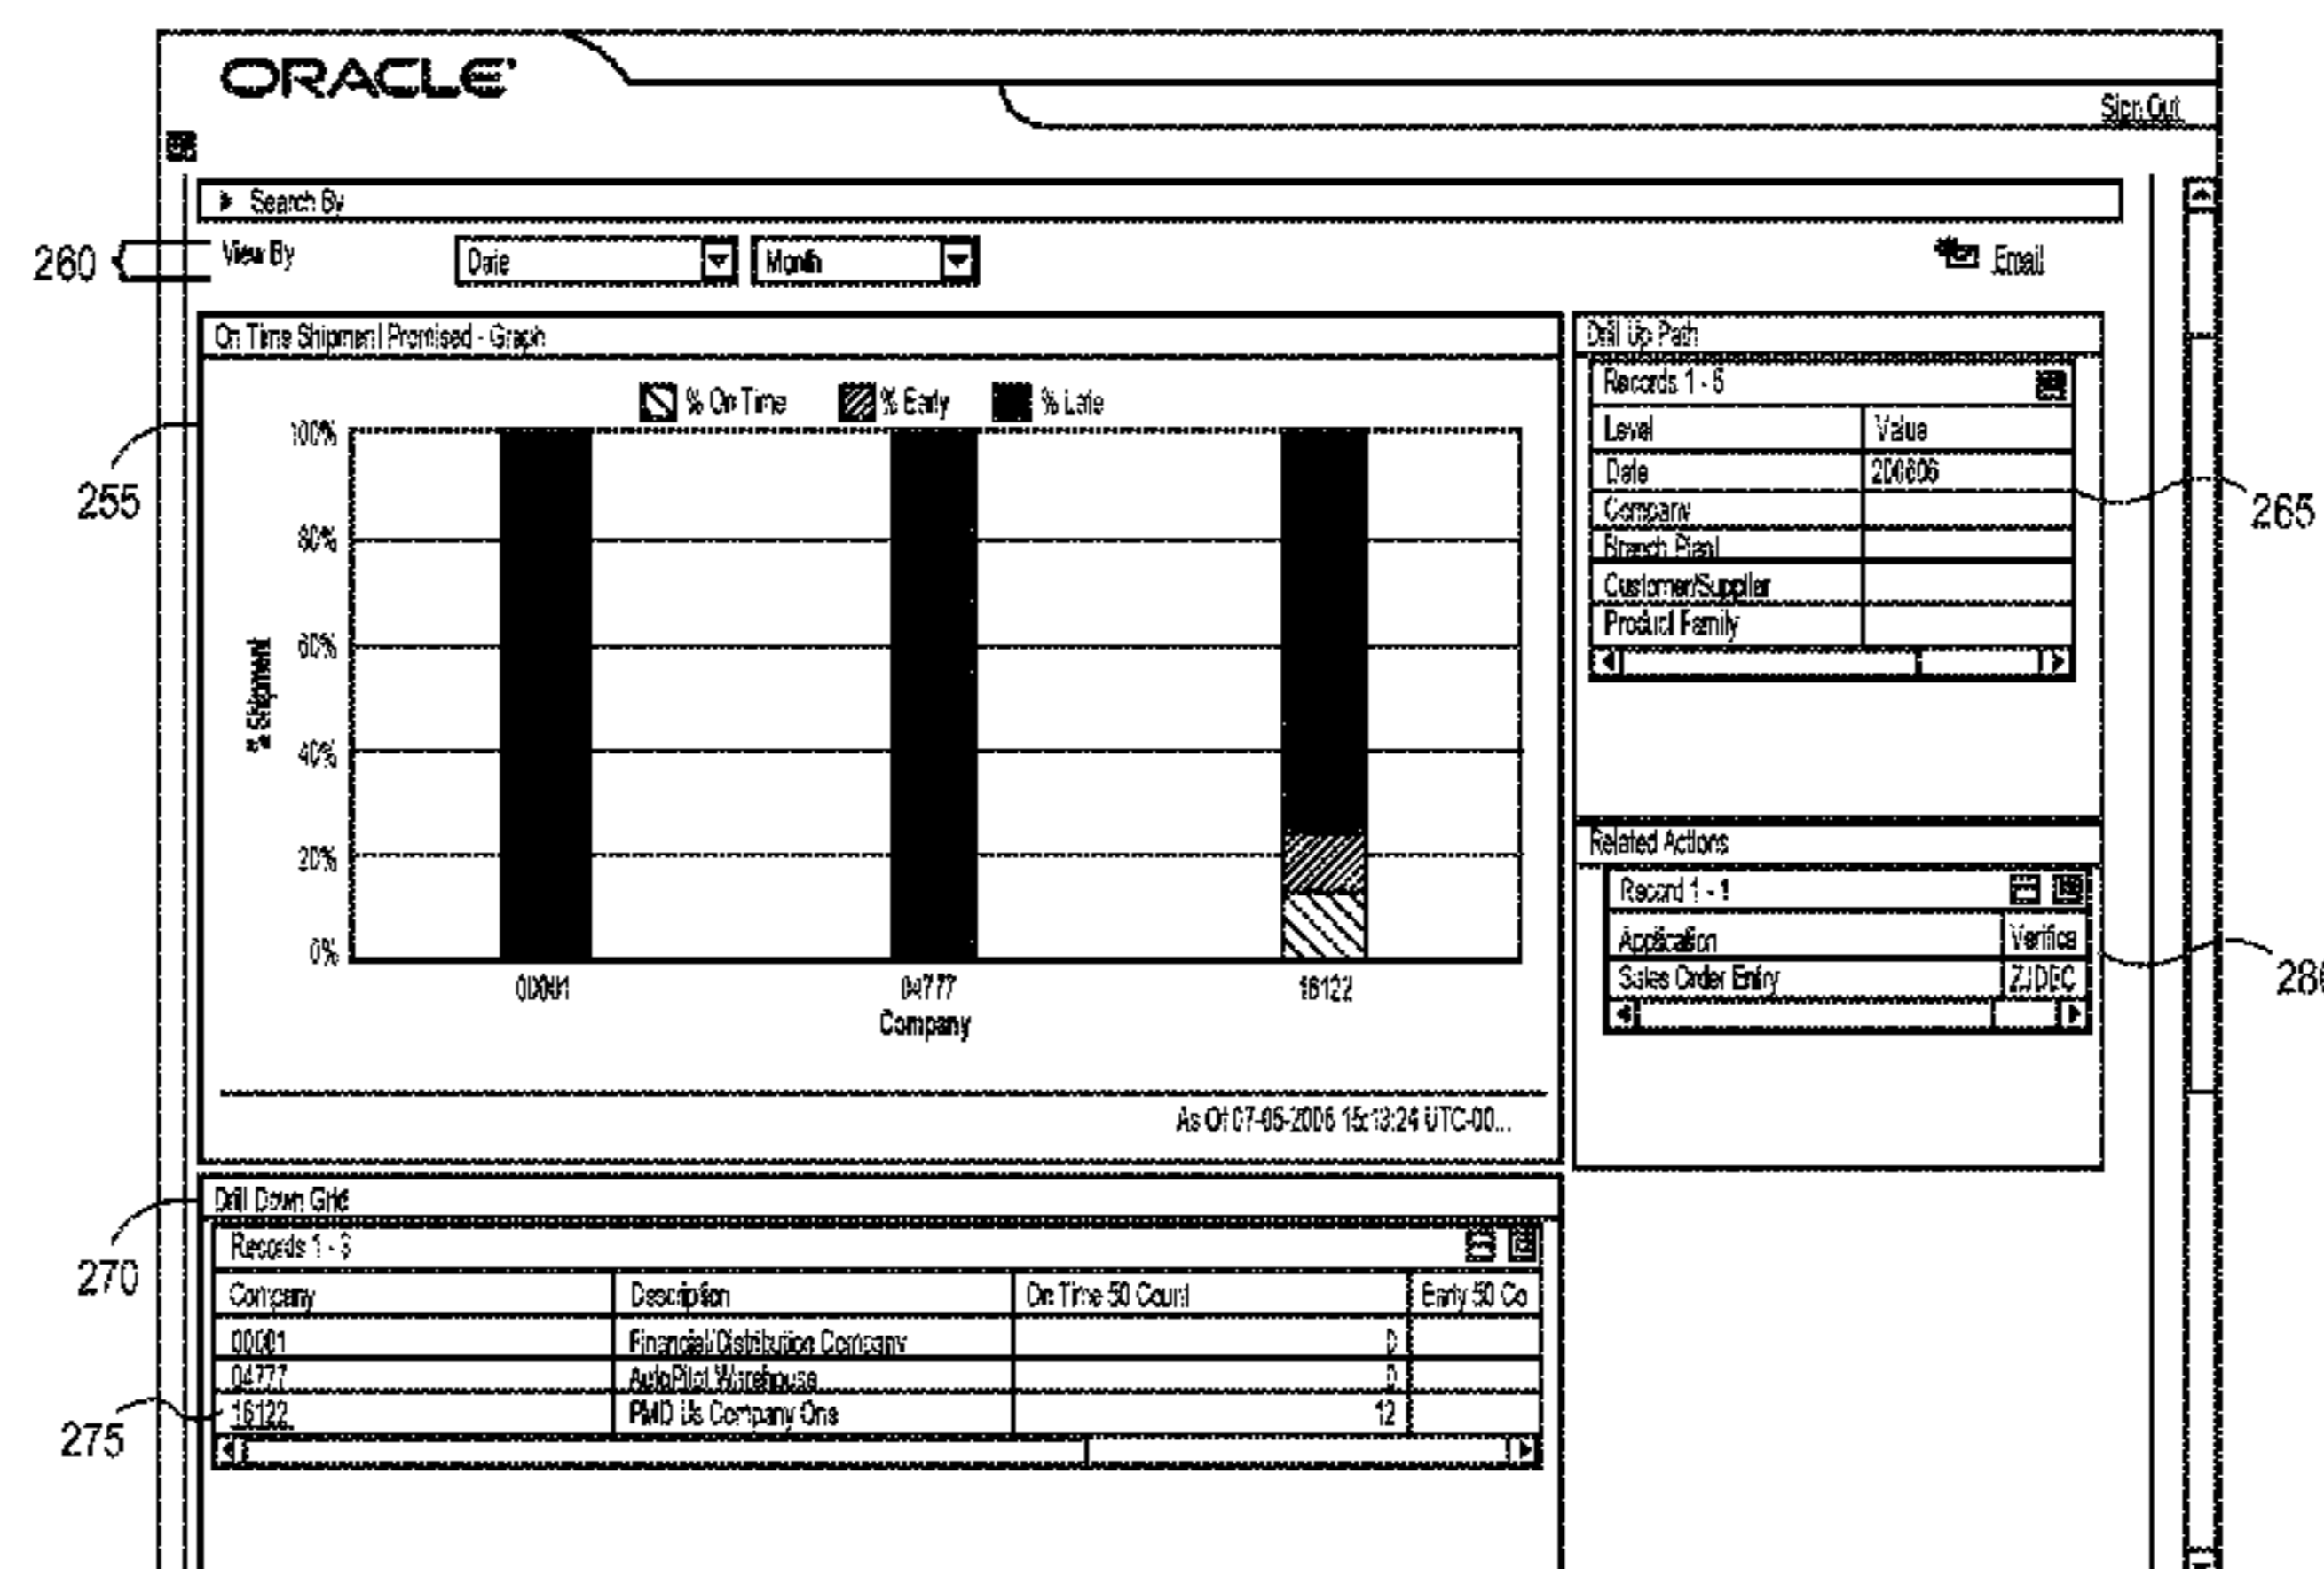 ORACLE
Sign Out
Search By
260
View By
Date
Month
Email
On Time Shipment Promised - Graph
% On Time
% Early
% Late
255
100%
80%
60%
40%
20%
0%
% Shipment
00001
04777
16122
Company
As Of 07-05-2006 15:13:24 UTC-00...
Drill Up Path
Records 1 - 5
Level Value
Date 200606
Company
Branch Plant
Customer/Supplier
Product Family
265
Related Actions
Record 1 - 1
Application Verifica
Sales Order Entry ZJDEC
270
Drill Down Grid
Records 1 - 3
Company Description On Time 50 Count Early 50 Co
00001 Financial/Distribution Company 0
04777 AutoPilot Warehouse 0
16122 PMD Us Company One 12
275